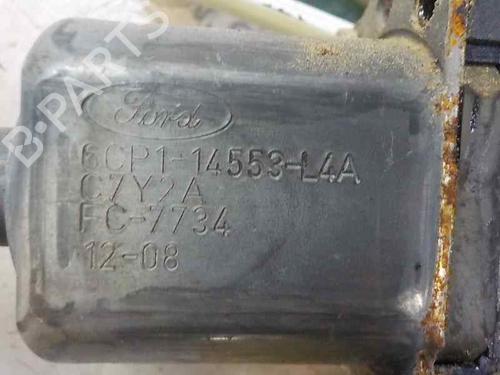 Ford
6CP1-14553-L4A
C7Y2A
FC-7734
12-08
B-PARTS